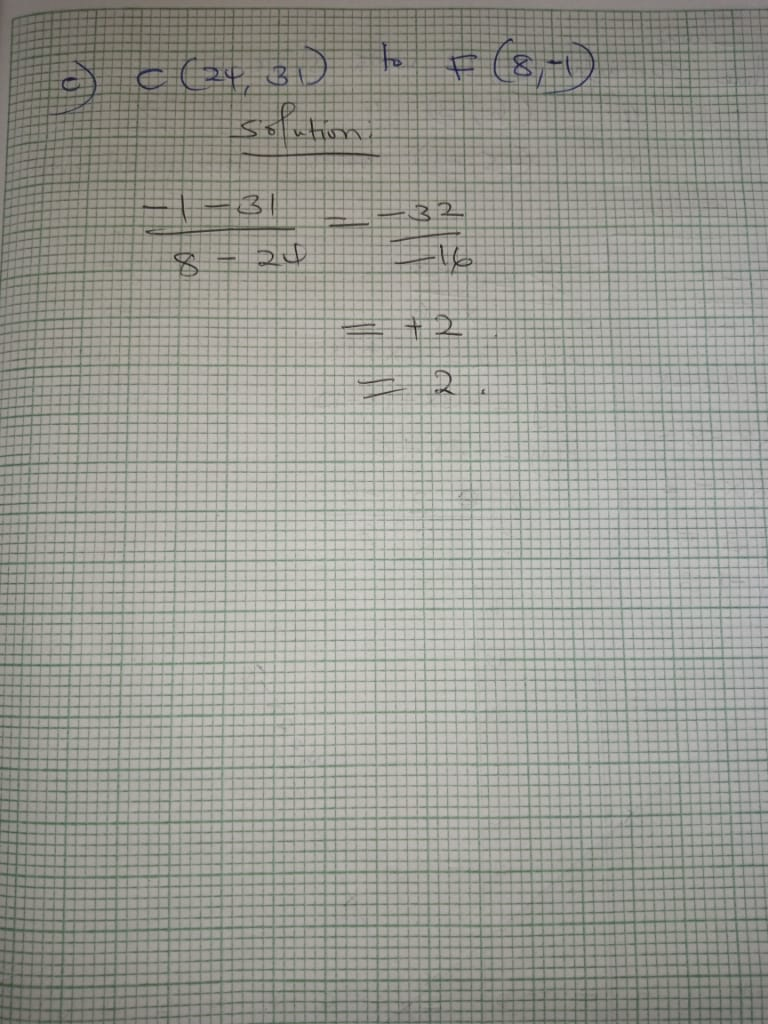 c) C (24, 31) to F (8,-1)
Solution:
-1 - 31 = -32
8 - 24 -16
= +2
= 2.